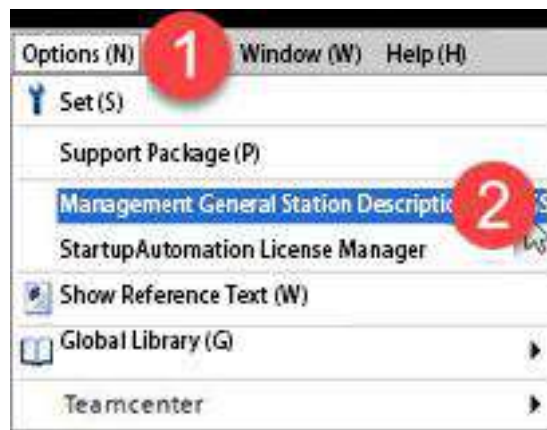 Options (N) 1 Window (W) Help (H)
Set (S)
Support Package (P)
Management General Station 2
StartupAutomation License Manager
Show Reference Text (W)
Global Library (G)
Teamcenter